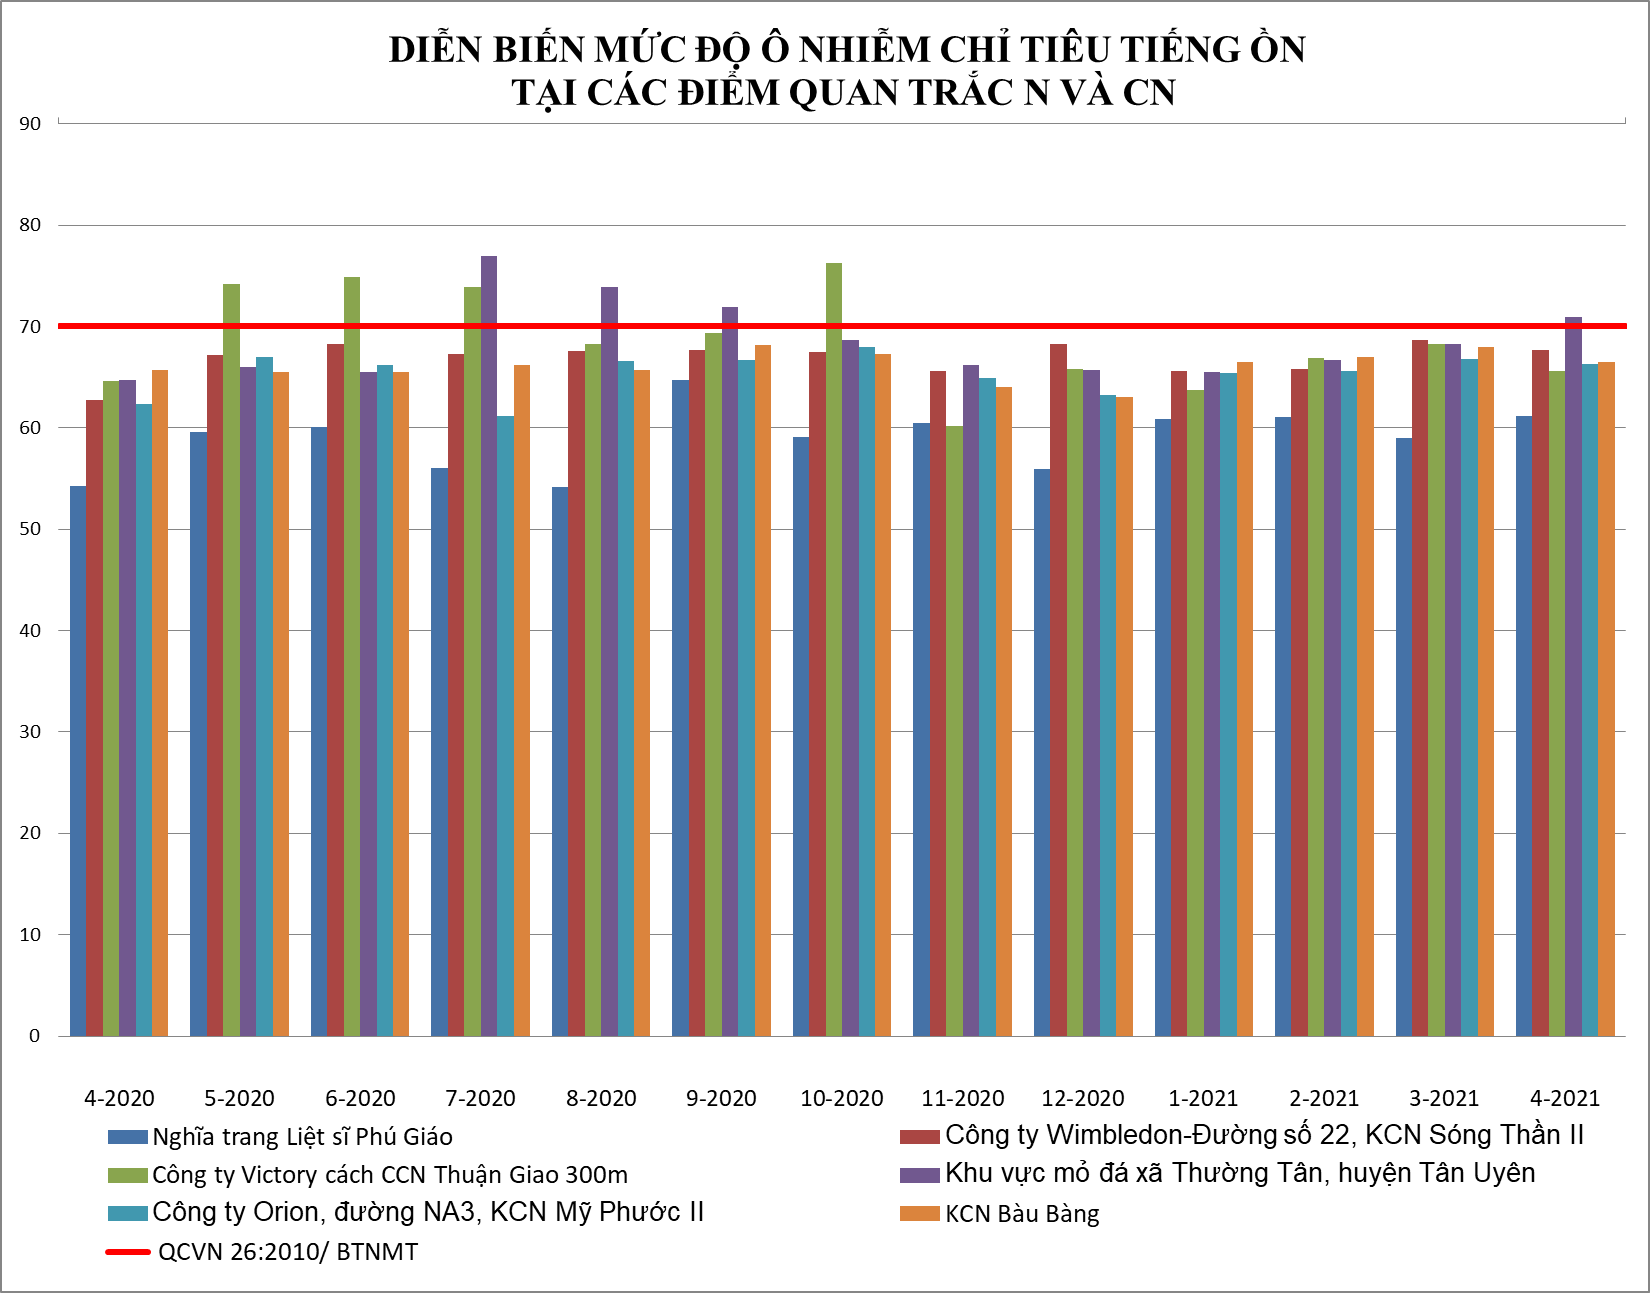 DIỄN BIẾN MỨC ĐỘ Ô NHIỄM CHỈ TIÊU TIẾNG ỒN
TẠI CÁC ĐIỂM QUAN TRẮC N VÀ CN
90
80
70
60
50
40
30
20
10
0
4-2020 5-2020 6-2020 7-2020 8-2020 9-2020 10-2020 11-2020 12-2020 1-2021 2-2021 3-2021 4-2021
Nghĩa trang Liệt sĩ Phú Giáo
Công ty Wimbledon-Đường số 22, KCN Sóng Thần II
Công ty Victory cách CCN Thuận Giao 300m
Khu vực mỏ đá xã Thường Tân, huyện Tân Uyên
Công ty Orion, đường NA3, KCN Mỹ Phước II
KCN Bàu Bàng
QCVN 26:2010/ BTNMT